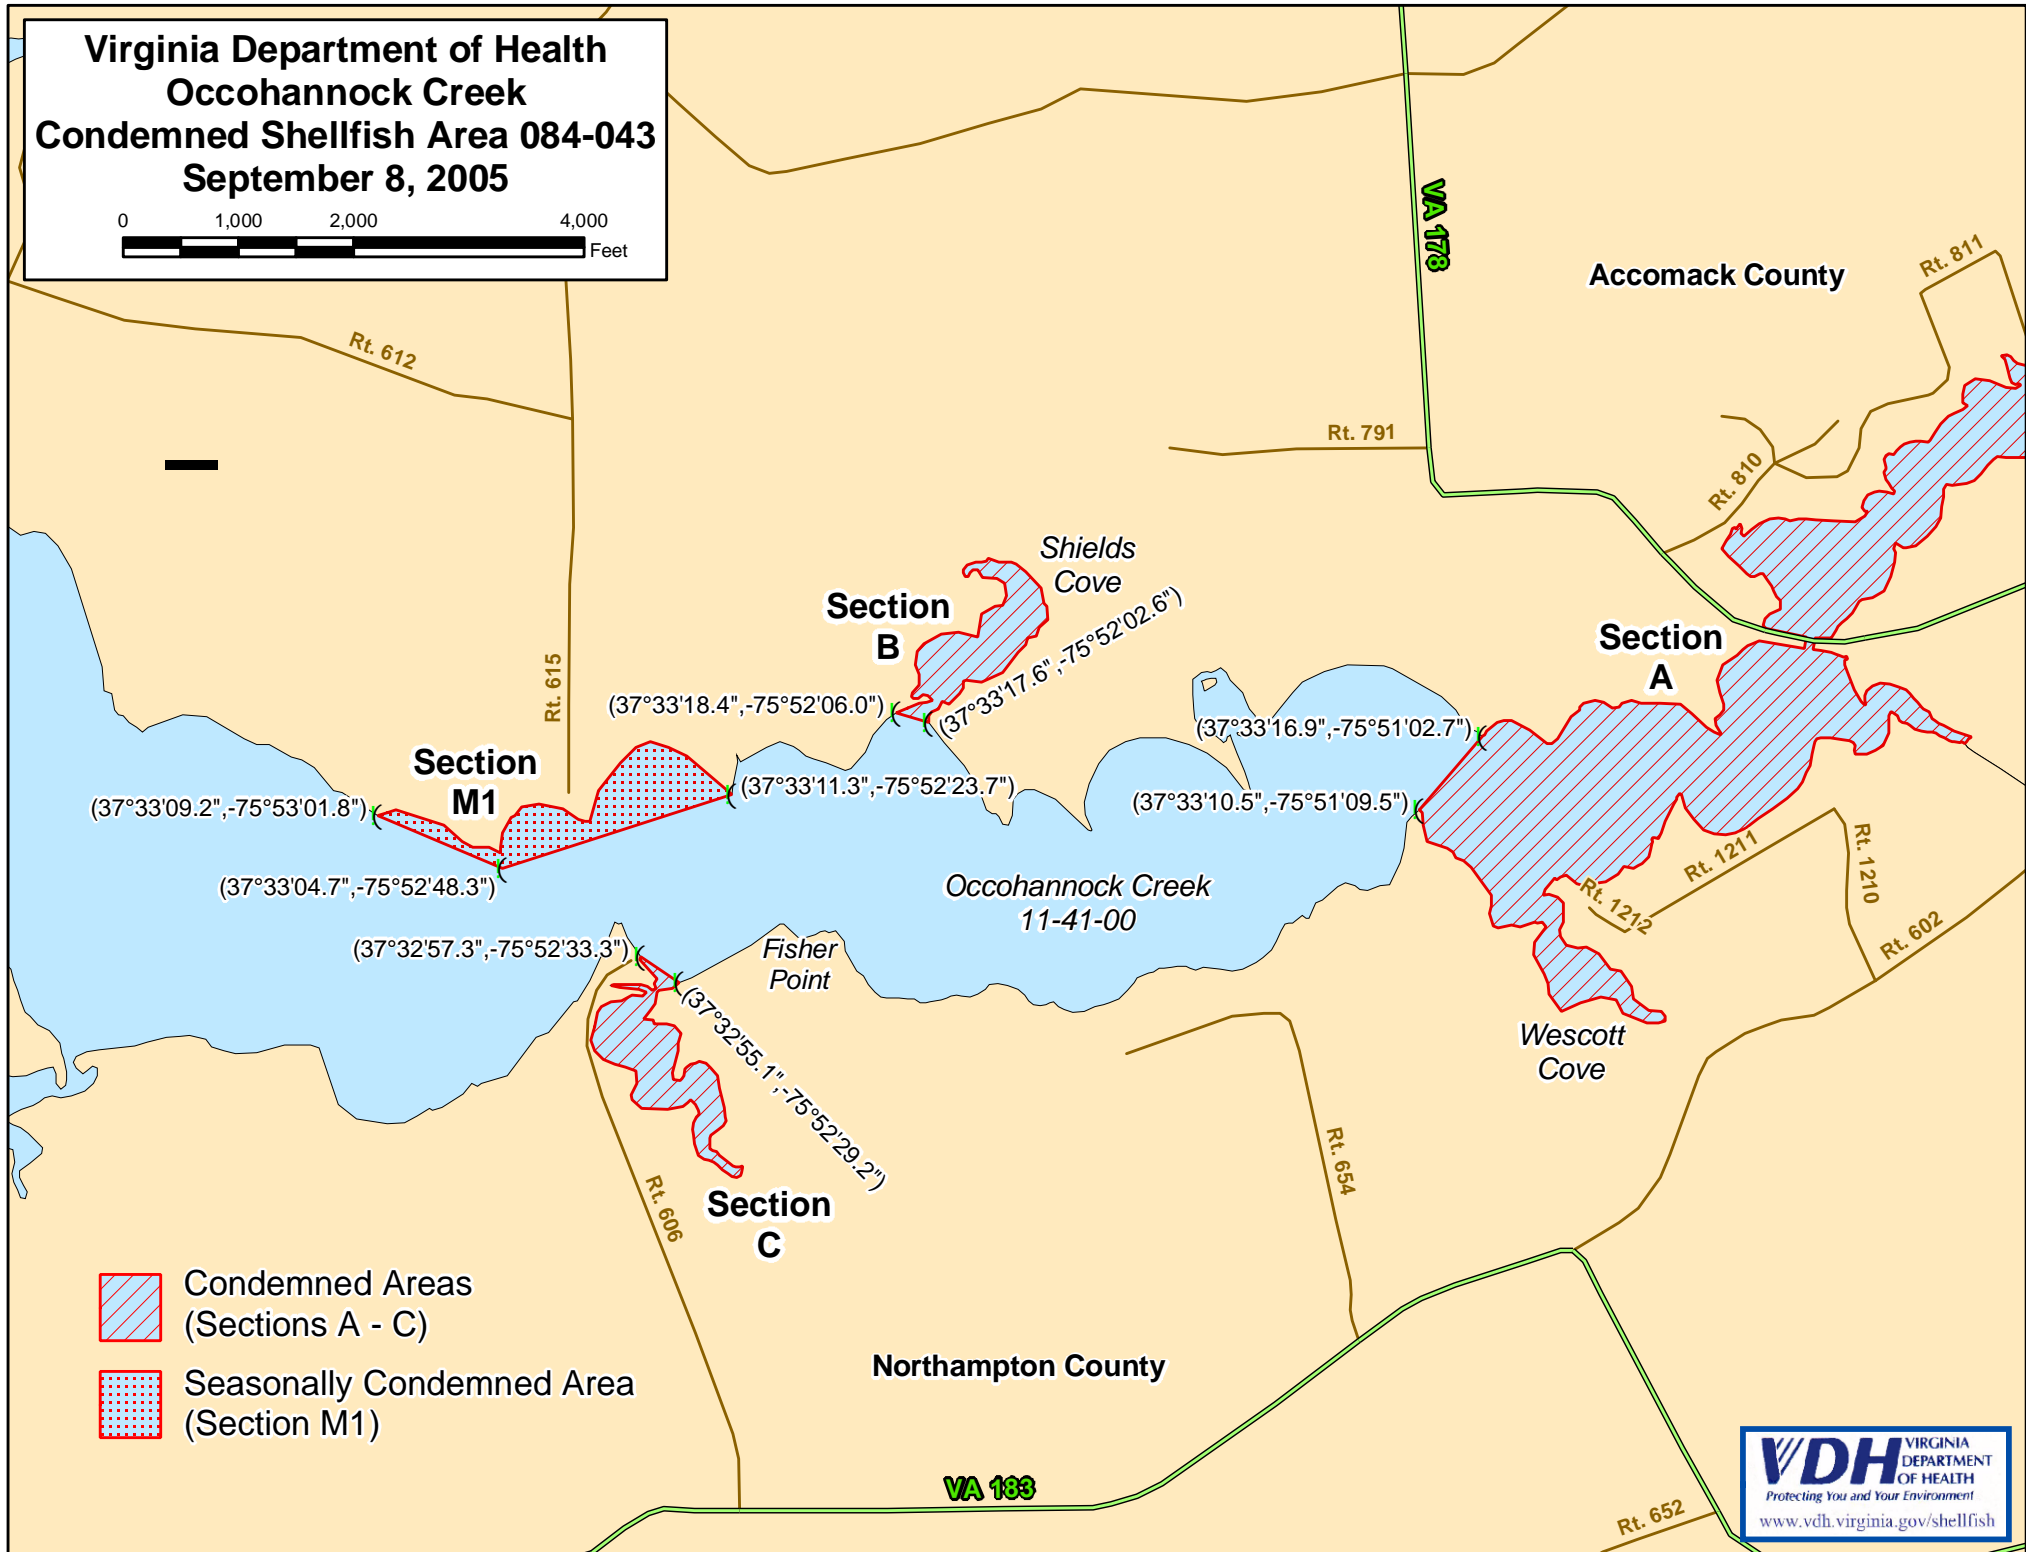 Virginia Department of Health
Occohannock Creek
Condemned Shellfish Area 084-043
September 8, 2005
0 1,000 2,000 4,000
Feet
VA 178
Accomack County
Rt. 811
Rt. 612
Rt. 791
Rt. 810
Shields
Cove
Section
B
(37°33'17.6",-75°52'02.6")
Section
A
Rt. 615
(37°33'18.4",-75°52'06.0")
(37°33'16.9",-75°51'02.7")
Section
M1
(37°33'09.2",-75°53'01.8")
(37°33'11.3",-75°52'23.7")
(37°33'10.5",-75°51'09.5")
Rt. 1211
Rt. 1210
(37°33'04.7",-75°52'48.3")
Occohannock Creek
11-41-00
Rt. 1212
Rt. 602
(37°32'57.3",-75°52'33.3")
Fisher
Point
(37°32'55.1",-75°52'29.2")
Wescott
Cove
Rt. 654
Rt. 606
Section
C
Condemned Areas
(Sections A - C)
Seasonally Condemned Area
(Section M1)
Northampton County
VA 183
Rt. 652
VDH VIRGINIA
DEPARTMENT
OF HEALTH
Protecting You and Your Environment
www.vdh.virginia.gov/shellfish